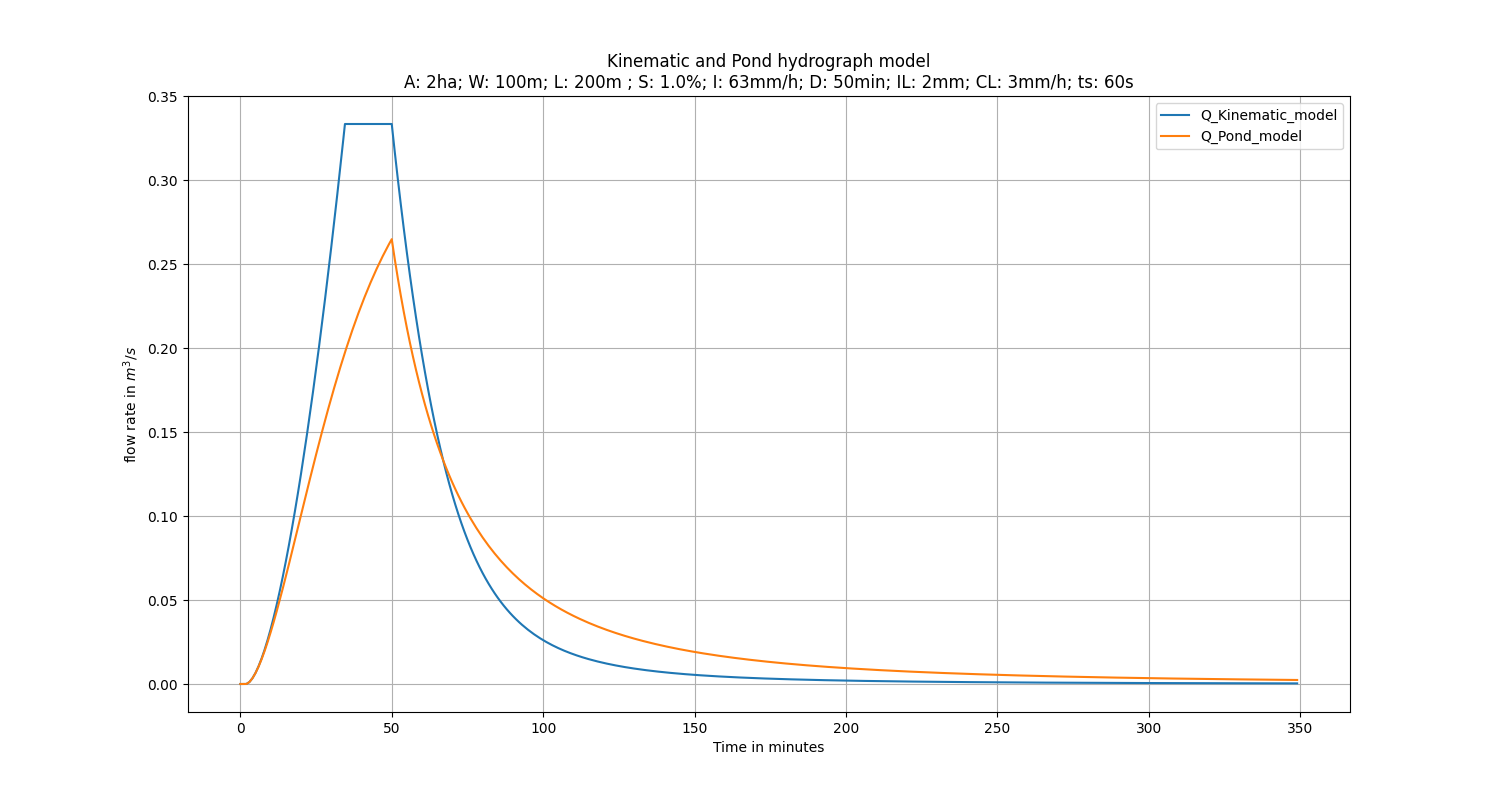 Kinematic and Pond hydrograph model
A: 2ha; W: 100m; L: 200m ; S: 1.0%; I: 63mm/h; D: 50min; IL: 2mm; CL: 3mm/h; ts: 60s
0.35
0.30
0.25
0.20
0.15
0.10
0.05
0.00
flow rate in m³/s
Q_Kinematic_model
Q_Pond_model
0 50 100 150 200 250 300 350
Time in minutes